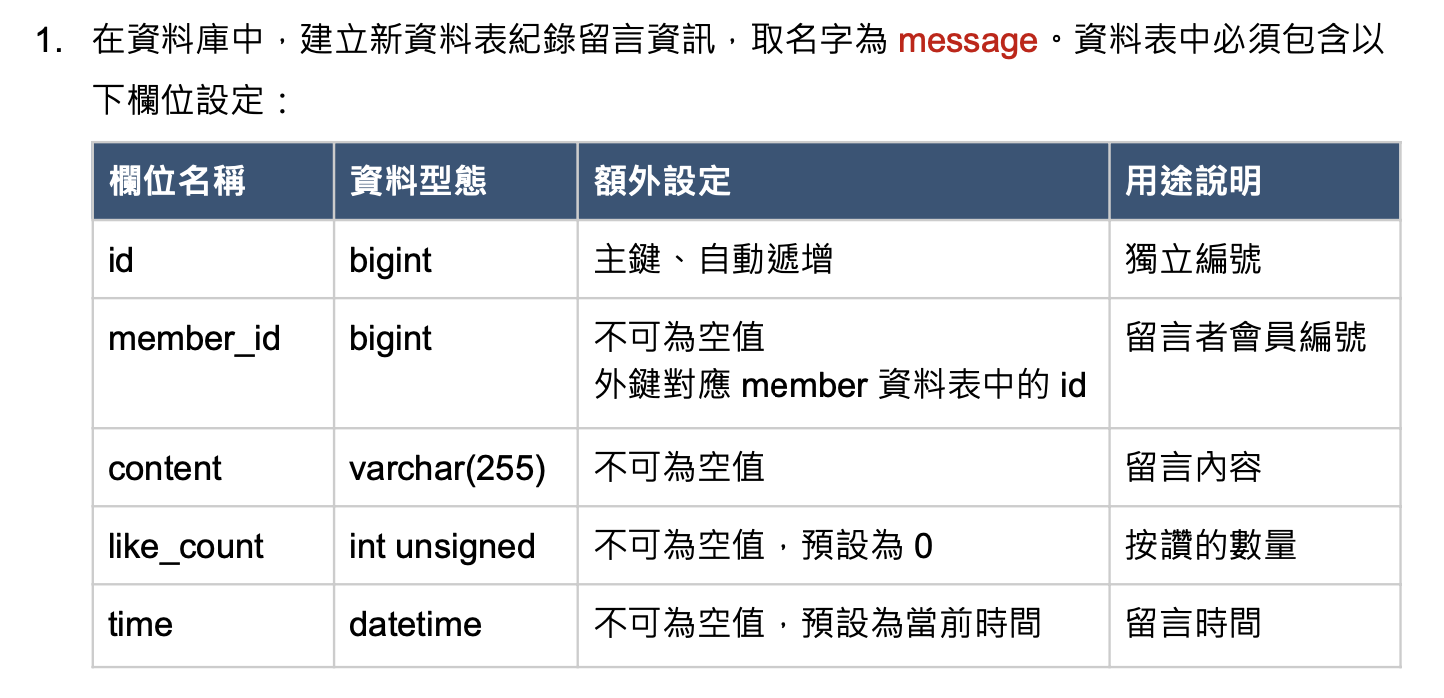 1. 在資料庫中，建立新資料表紀錄留言資訊，取名字為 message。資料表中必須包含以
下欄位設定：
欄位名稱 資料型態 額外設定 用途說明
id bigint 主鍵、自動遞增 獨立編號
member_id bigint 不可為空值 留言者會員編號
外鍵對應 member 資料表中的 id
content varchar(255) 不可為空值 留言內容
like_count int unsigned 不可為空值，預設為 0 按讚的數量
time datetime 不可為空值，預設為當前時間 留言時間